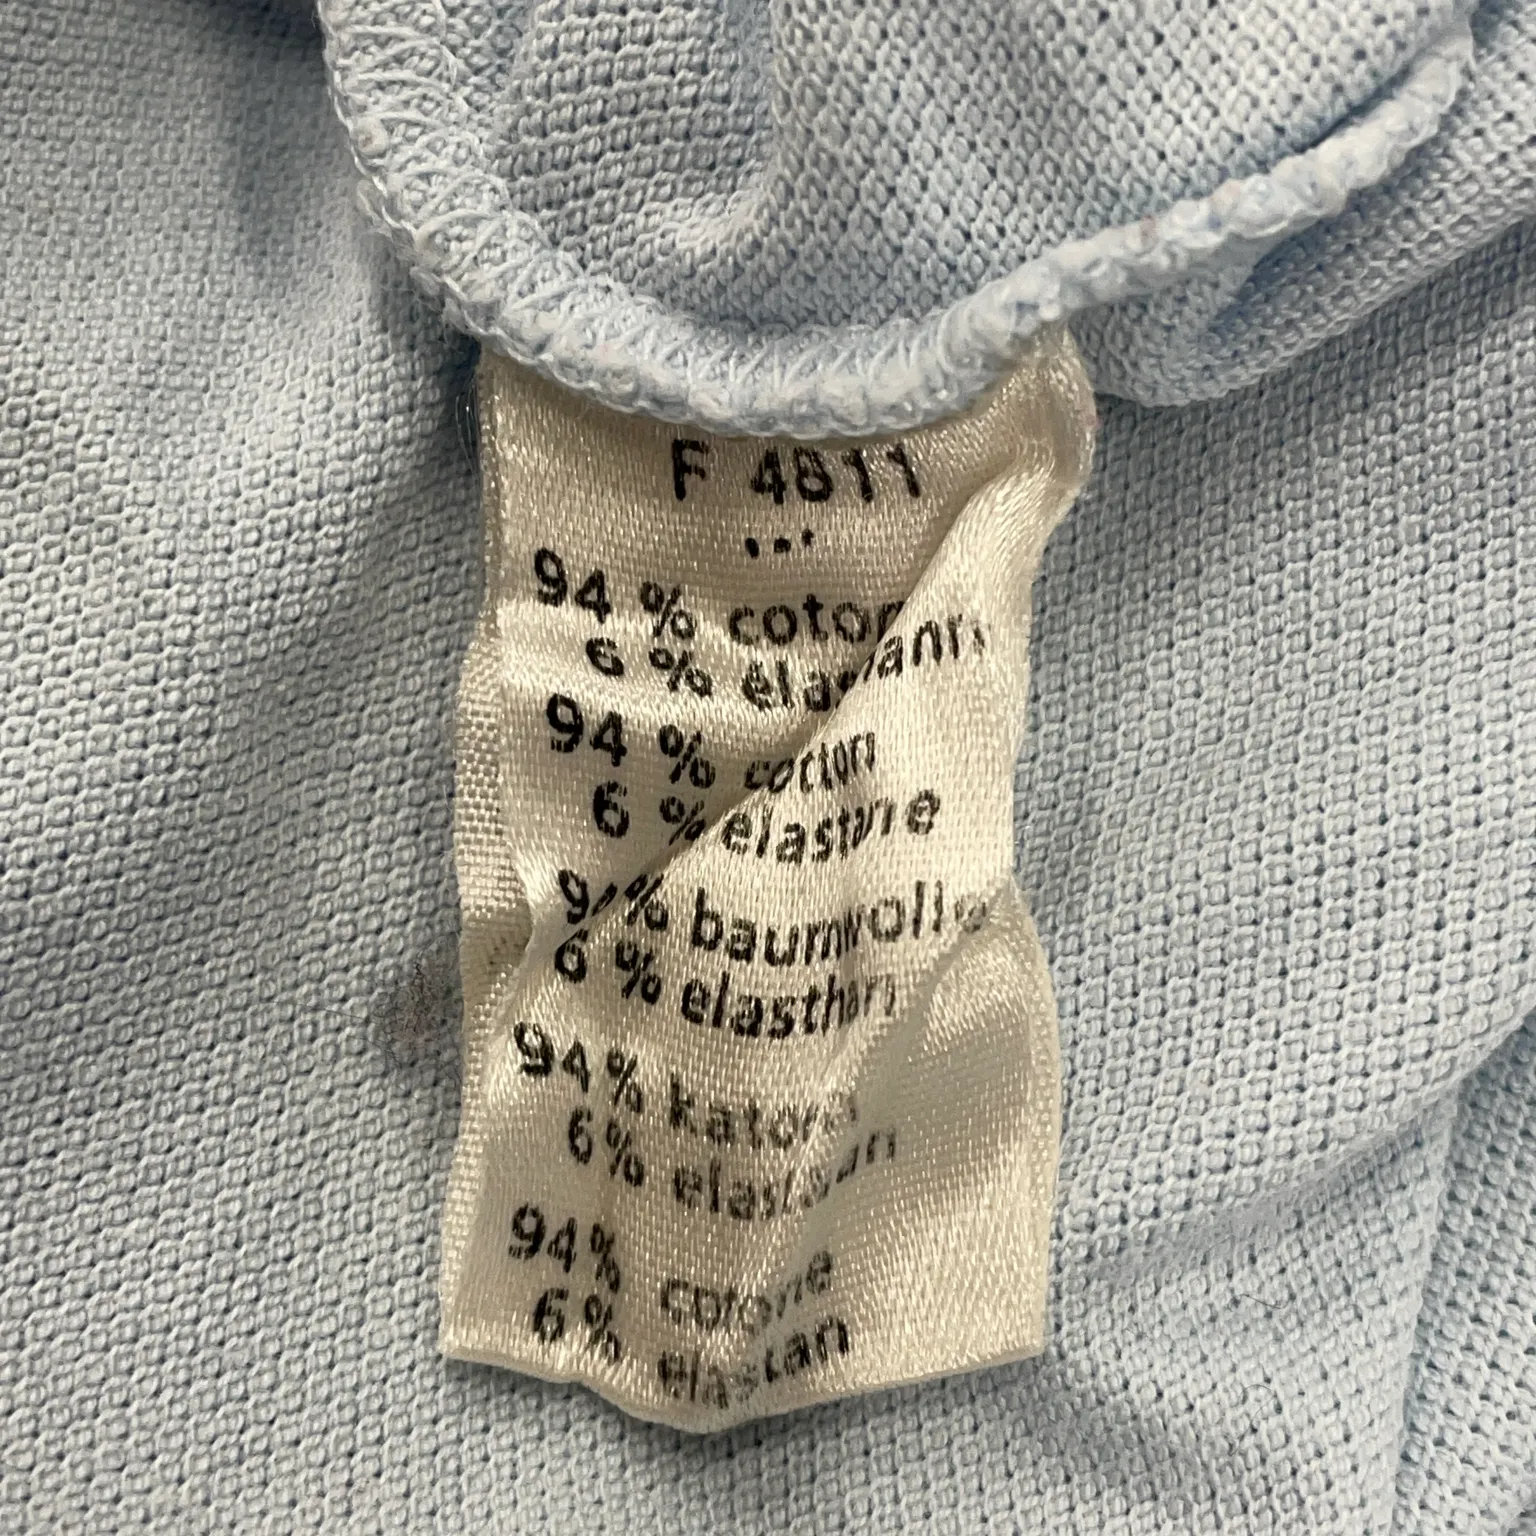 F 4811
94 % coton
6 % élasthann
94 % cotton
6 % elastane
94% baumwolle
6 % elasthan
94% katoen
6% elastaan
94% cotone
6% elastan